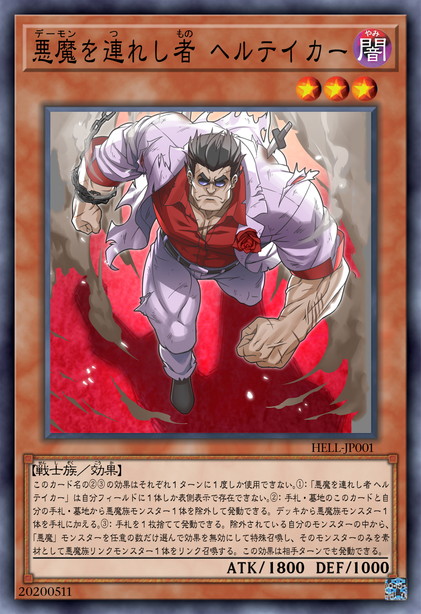 デーモン つ もの
悪魔を連れし者 ヘルテイカー
やみ
闇
HELL-JP001
【戦士族／効果】
このカード名の②③の効果はそれぞれ１ターンに１度しか使用できない。①：「悪魔を連れし者 ヘル
テイカー」は自分フィールドに１体しか表側表示で存在できない。②：手札・墓地のこのカードと自
分の手札・墓地から悪魔族モンスター１体を除外して発動できる。デッキから悪魔族モンスター１
体を手札に加える。③：手札を１枚捨てて発動できる。除外されている自分のモンスターの中から、
「悪魔」モンスターを任意の数だけ選んで効果を無効にして特殊召喚し、そのモンスターのみを素
材として悪魔族リンクモンスター１体をリンク召喚する。この効果は相手ターンでも発動できる。
ATK/1800 DEF/1000
20200511